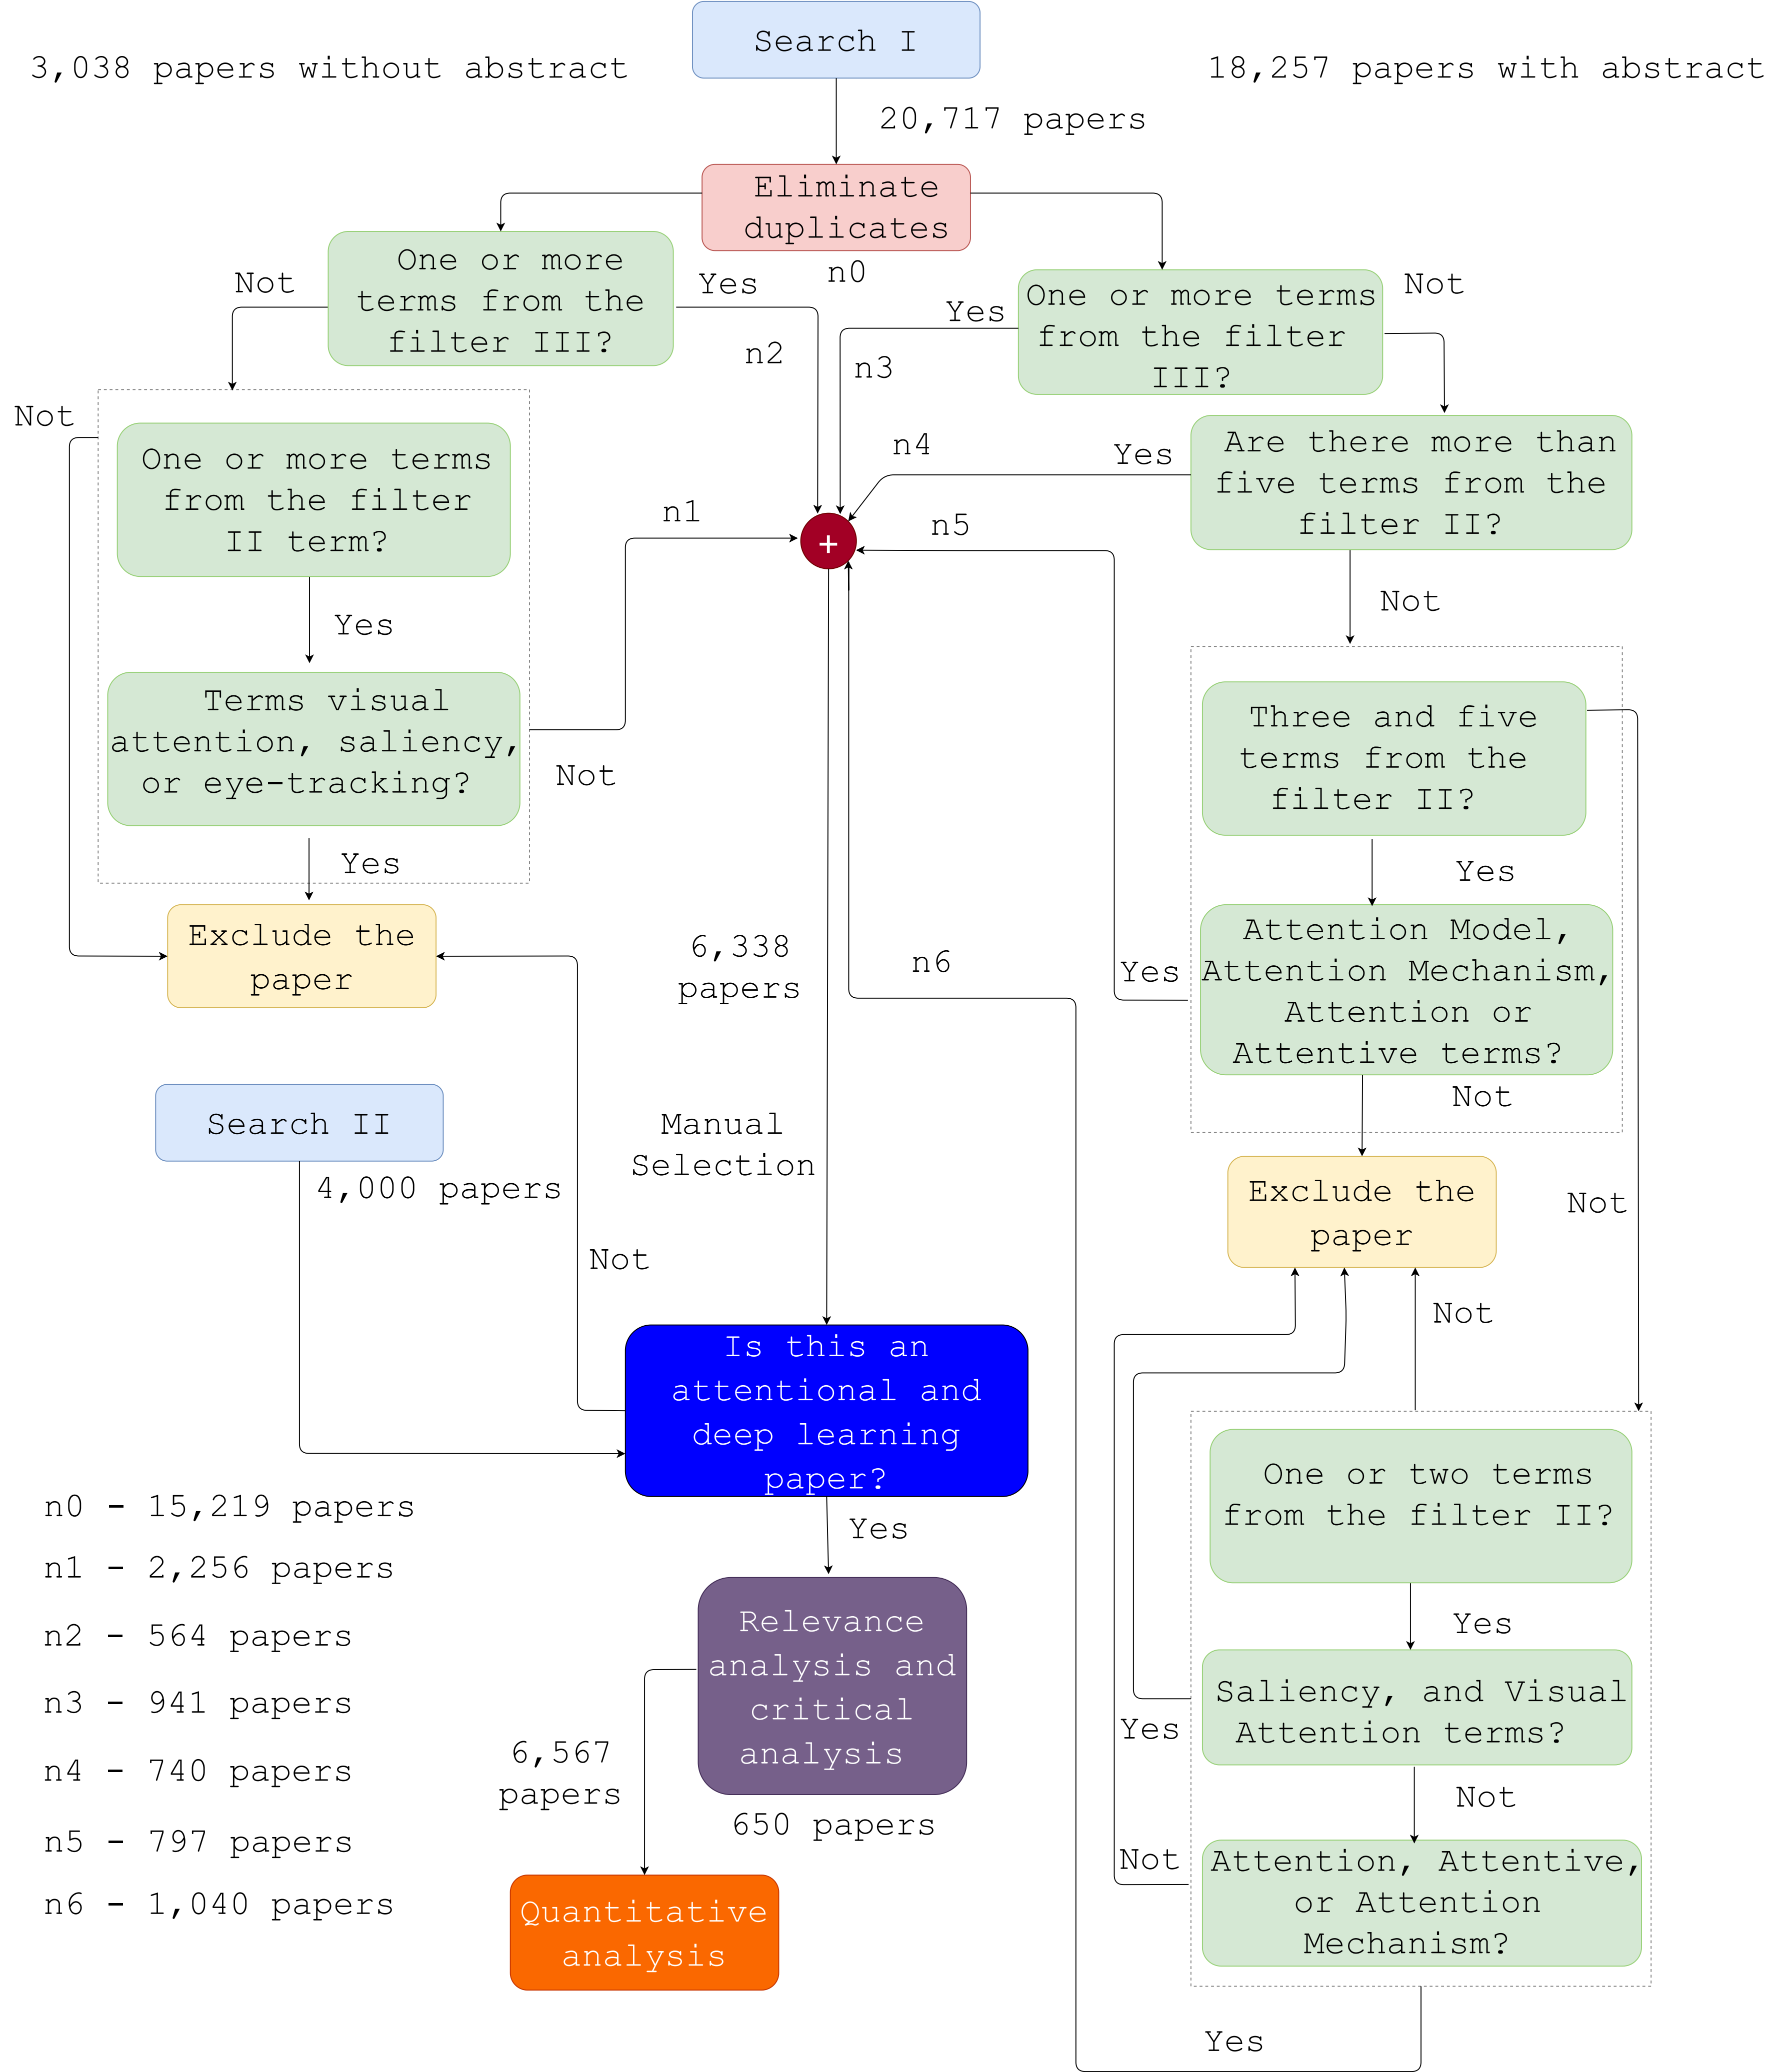 Search I
3,038 papers without abstract
18,257 papers with abstract
20,717 papers
Eliminate
duplicates
n0
One or more
terms from the
filter III?
Not
Yes
n2
One or more terms
from the filter
III?
Yes
Not
n3
Not
One or more terms
from the filter
II term?
Yes
Terms visual
attention, saliency,
or eye-tracking?
Not
n1
Yes
Exclude the
paper
+
n4
Yes
Are there more than
five terms from the
filter II?
n5
Not
Three and five
terms from the
filter II?
Yes
Attention Model,
Attention Mechanism,
Attention or
Attentive terms?
Yes
n6
Not
Not
Exclude the
paper
6,338
papers
Manual
Selection
Search II
4,000 papers
Not
Is this an
attentional and
deep learning
paper?
Yes
Not
One or two terms
from the filter II?
Yes
Saliency, and Visual
Attention terms?
Yes
Not
Attention, Attentive,
or Attention
Mechanism?
Not
Yes
Relevance
analysis and
critical
analysis
650 papers
6,567
papers
Quantitative
analysis
n0 - 15,219 papers
n1 - 2,256 papers
n2 - 564 papers
n3 - 941 papers
n4 - 740 papers
n5 - 797 papers
n6 - 1,040 papers